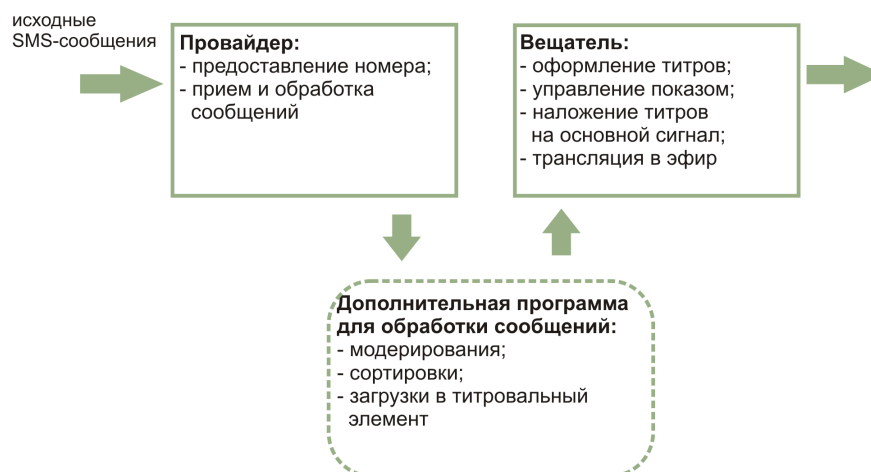 исходные
SMS-сообщения
Провайдер:
- предоставление номера;
- прием и обработка
сообщений
Вещатель:
- оформление титров;
- управление показом;
- наложение титров
на основной сигнал;
- трансляция в эфир
Дополнительная программа
для обработки сообщений:
- модерирования;
- сортировки;
- загрузки в титровальный
элемент